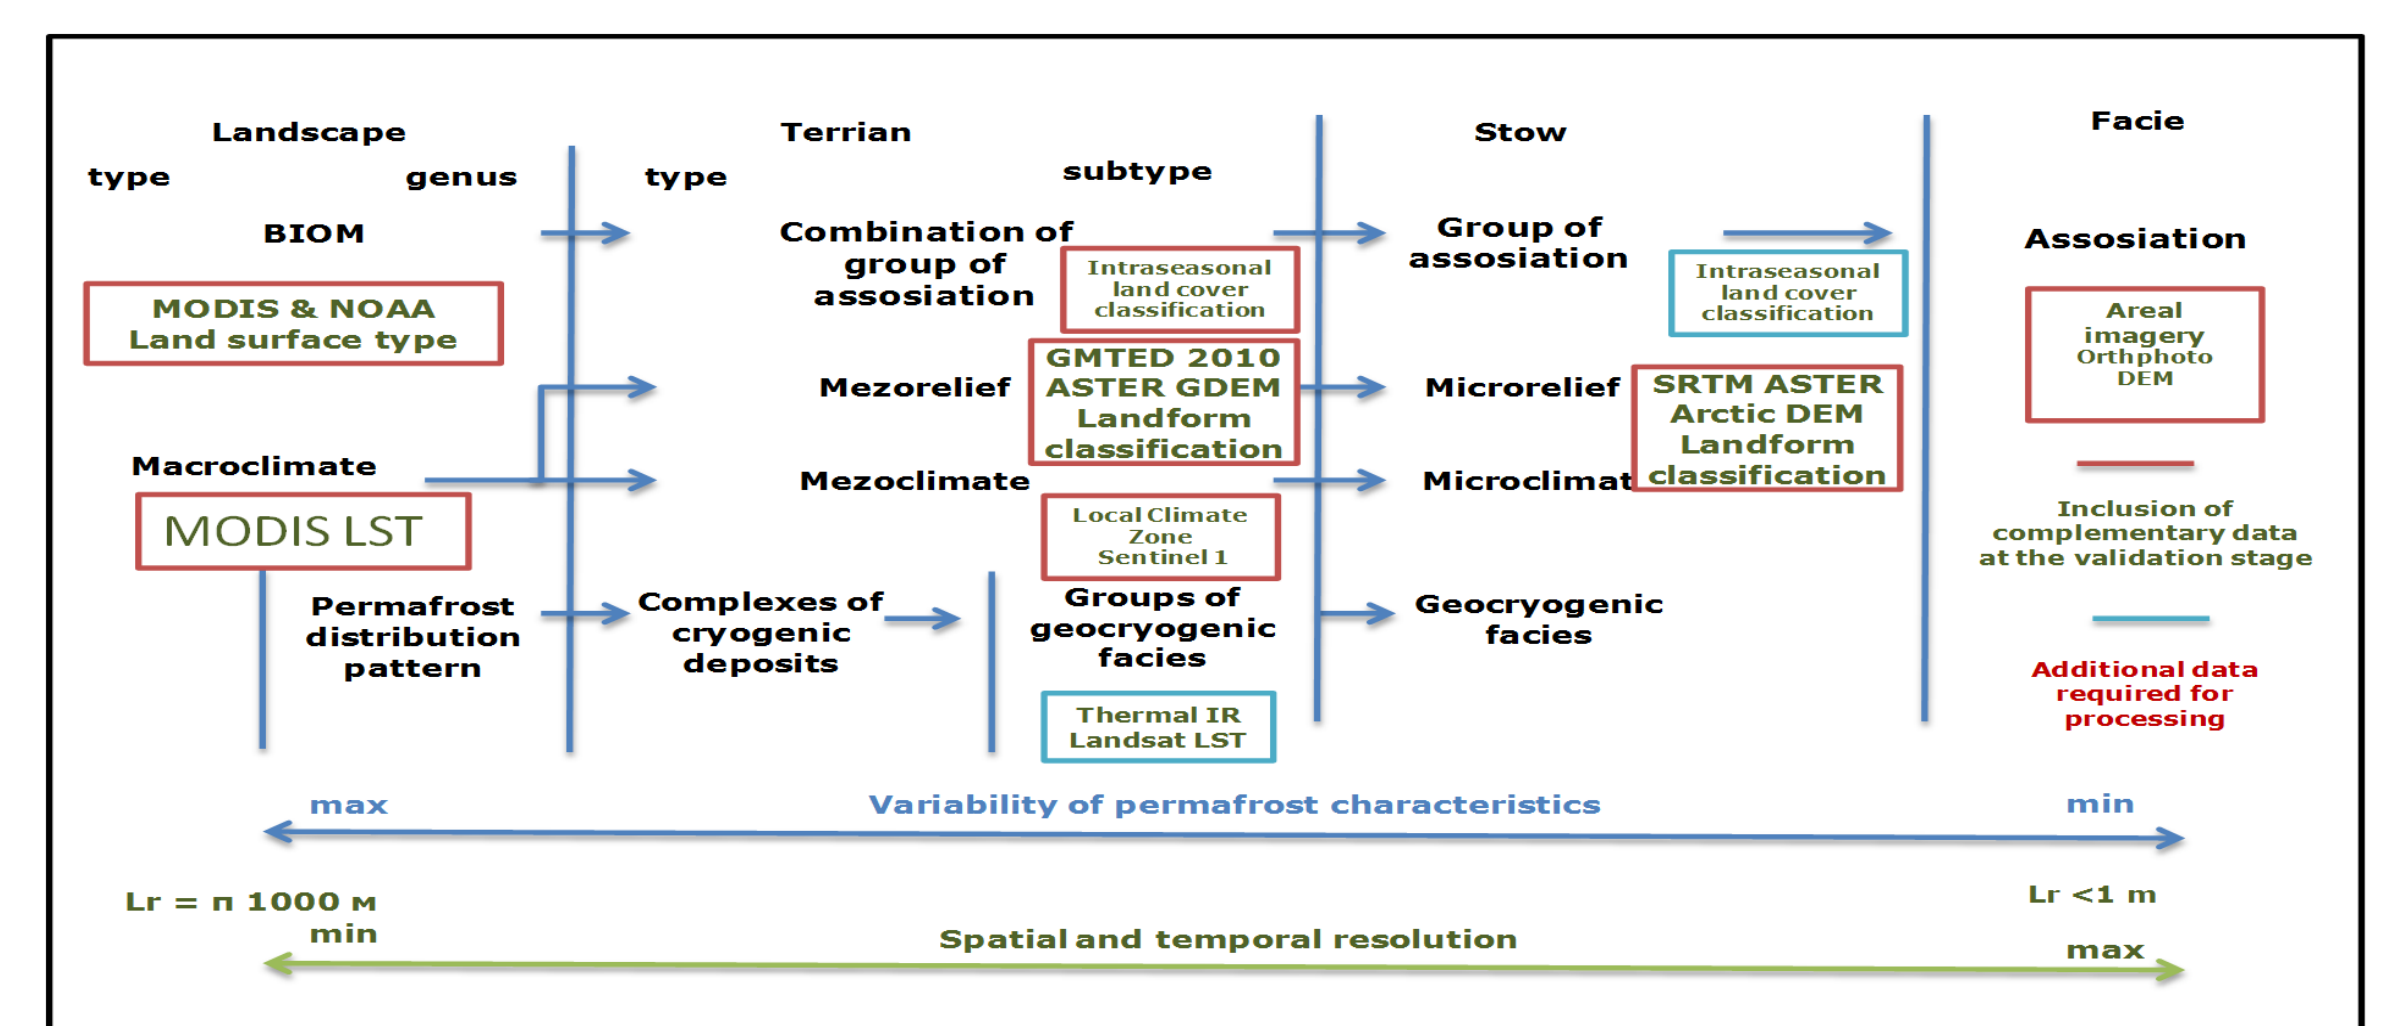 Landscape
type
genus
Terrian
type
subtype
Stow
Facie
BIOM
MODIS & NOAA
Land surface type
Combination of
group of
assosiation
Intraseasonal
land cover
classification
Group of
assosiation
Intraseasonal
land cover
classification
Assosiation
Areal
imagery
Orthphoto
DEM
Mezorelief
GMTED 2010
ASTER GDEM
Landform
classification
Microrelief
SRTM ASTER
Arctic DEM
Landform
classification
Macroclimate
MODIS LST
Mezoclimate
Local Climate
Zone
Sentinel 1
Microclimat
Inclusion of
complementary data
at the validation stage
Permafrost
distribution
pattern
Complexes of
cryogenic
deposits
Groups of
geocryogenic
facies
Thermal IR
Landsat LST
Geocryogenic
facies
Additional data
required for
processing
max
Variability of permafrost characteristics
min
Lr = п 1000 м
min
Spatial and temporal resolution
Lr <1 m
max